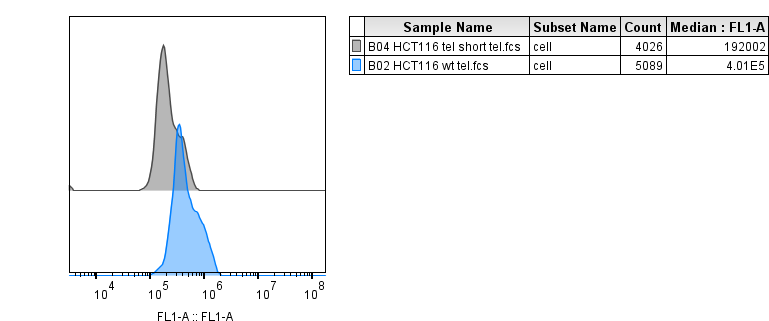 Sample Name Subset Name Count Median : FL1-A
B04 HCT116 tel short tel.fcs cell 4026 192002
B02 HCT116 wt tel.fcs cell 5089 4.01E5
10^4 10^5 10^6 10^7 10^8
FL1-A :: FL1-A